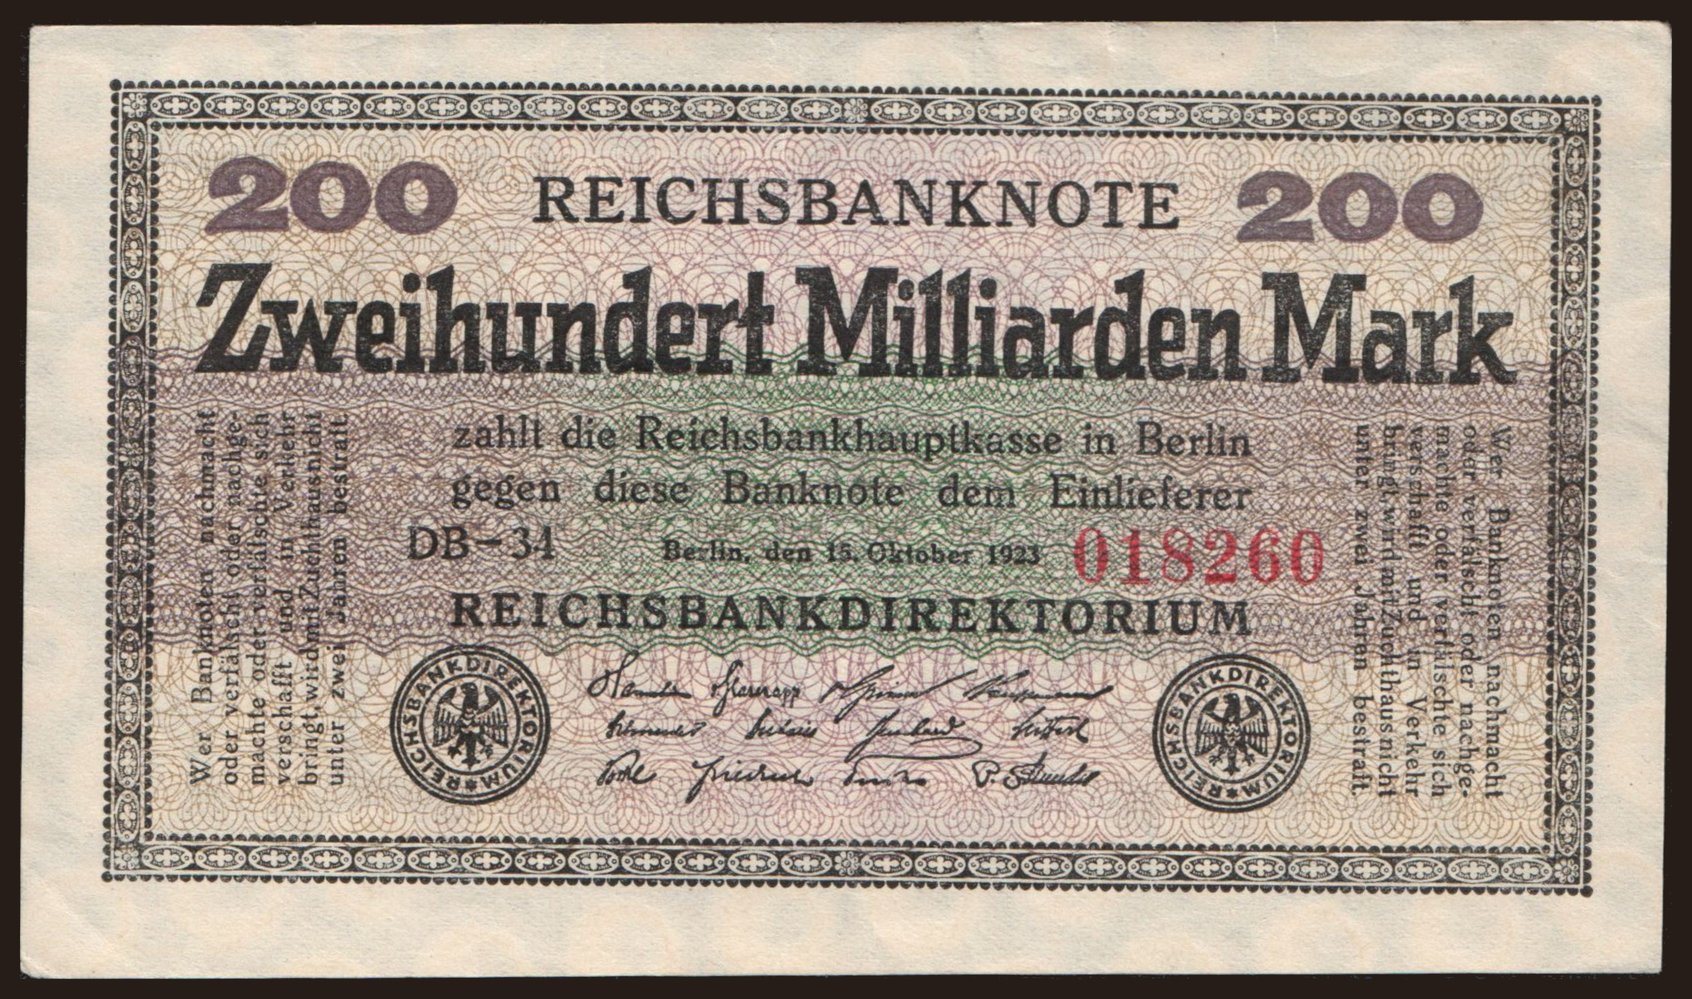 200 REICHSBANKNOTE 200
Zweihundert Milliarden Mark
zahlt die Reichsbankhauptkasse in Berlin
gegen diese Banknote dem Einlieferer
DB-34 Berlin, den 15. Oktober 1923 018260
REICHSBANKDIREKTORIUM
Wer Banknoten nachmacht
oder verfälscht oder nachge-
machte oder verfälschte sich
verschafft und in Verkehr
bringt, wird mit Zuchthaus nicht
unter zwei Jahren bestraft
Wer Banknoten nachmacht
oder verfälscht oder nachge-
machte oder verfälschte sich
verschafft und in Verkehr
bringt, wird mit Zuchthaus nicht
unter zwei Jahren bestraft.
REICHSBANKDIREKTORIUM
REICHSBANKDIREKTORIUM